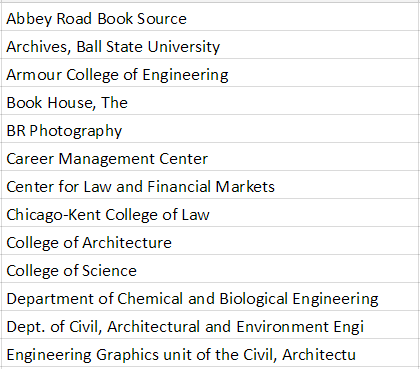 Abbey Road Book Source
Archives, Ball State University
Armour College of Engineering
Book House, The
BR Photography
Career Management Center
Center for Law and Financial Markets
Chicago-Kent College of Law
College of Architecture
College of Science
Department of Chemical and Biological Engineering
Dept. of Civil, Architectural and Environment Engi
Engineering Graphics unit of the Civil, Architectu